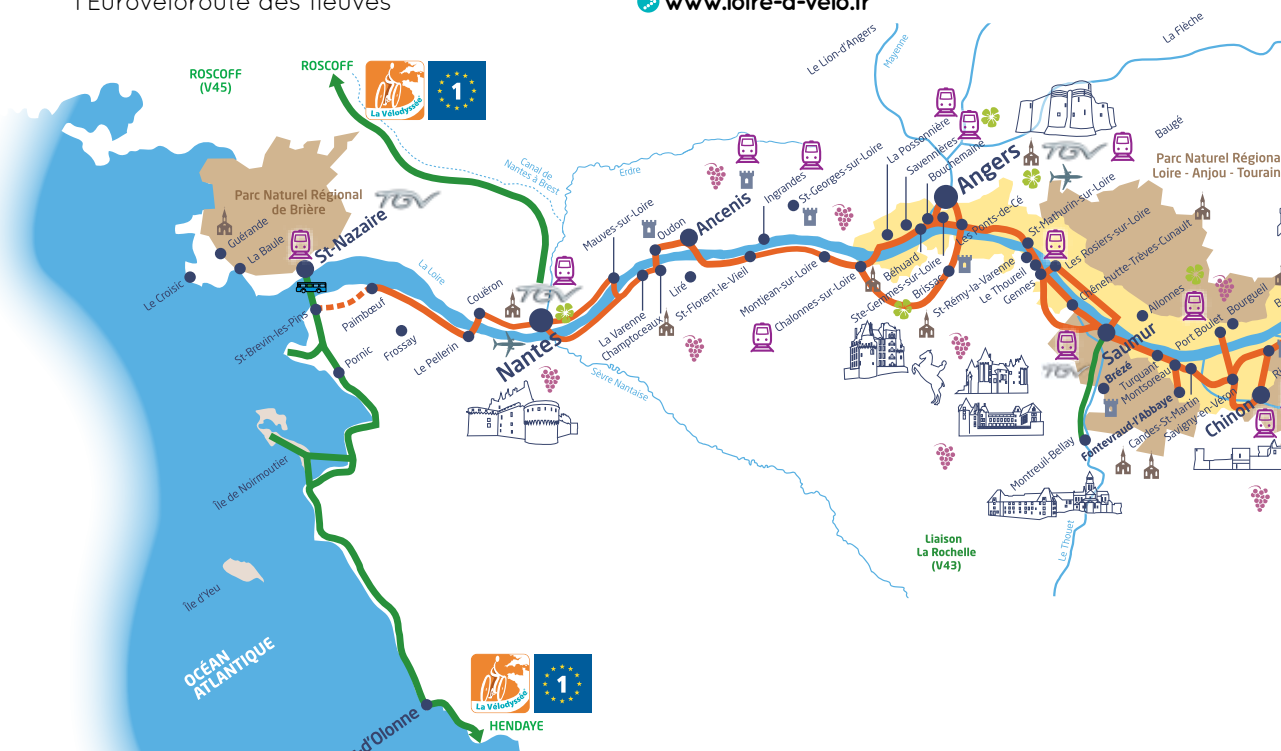 l'Eurovéloroute des fleuves
www.loire-a-velo.fr
ROSCOFF
(V45)
ROSCOFF
La Vélodyssée
1
Le Lion-d'Angers
Mayenne
La Flèche
Baugé
Parc Naturel Régional
de Brière
TGV
Canal de
Nantes à Brest
Erdre
Guérande
La Baule
Le Croisic
St-Nazaire
St-Brevin-les-Pins
Pornic
Paimbœuf
Frossay
La Loire
Couëron
Le Pellerin
TGV
Nantes
Sèvre Nantaise
Mauves-sur-Loire
Oudon
Ancenis
La Varenne
Champtoceaux
Liré
St-Florent-le-Vieil
Ingrandes
St-Georges-sur-Loire
Montjean-sur-Loire
Chalonnes-sur-Loire
La Possonnière
Savennières
Bouchemaine
Angers
TGV
Béhuard
Ste-Gemmes-sur-Loire
Brissac
Les Ponts-de-Cé
St-Mathurin-sur-Loire
St-Rémy-la-Varenne
Le Thoureil
Gennes
Les Rosiers-sur-Loire
Chênehutte-Trèves-Cunault
Parc Naturel Régiona
Loire - Anjou - Tourain
Allonnes
Port Boulet
Bourgueil
Saumur
TGV
Brézé
Turquant
Montsoreau
Fontevraud-l'Abbaye
Candes-St-Martin
Savigny-en-Véron
Chinon
Montreuil-Bellay
Le Thouet
Liaison
La Rochelle
(V43)
Île de Noirmoutier
Île d'Yeu
OCÉAN
ATLANTIQUE
La Vélodyssée
1
HENDAYE
-d'Olonne